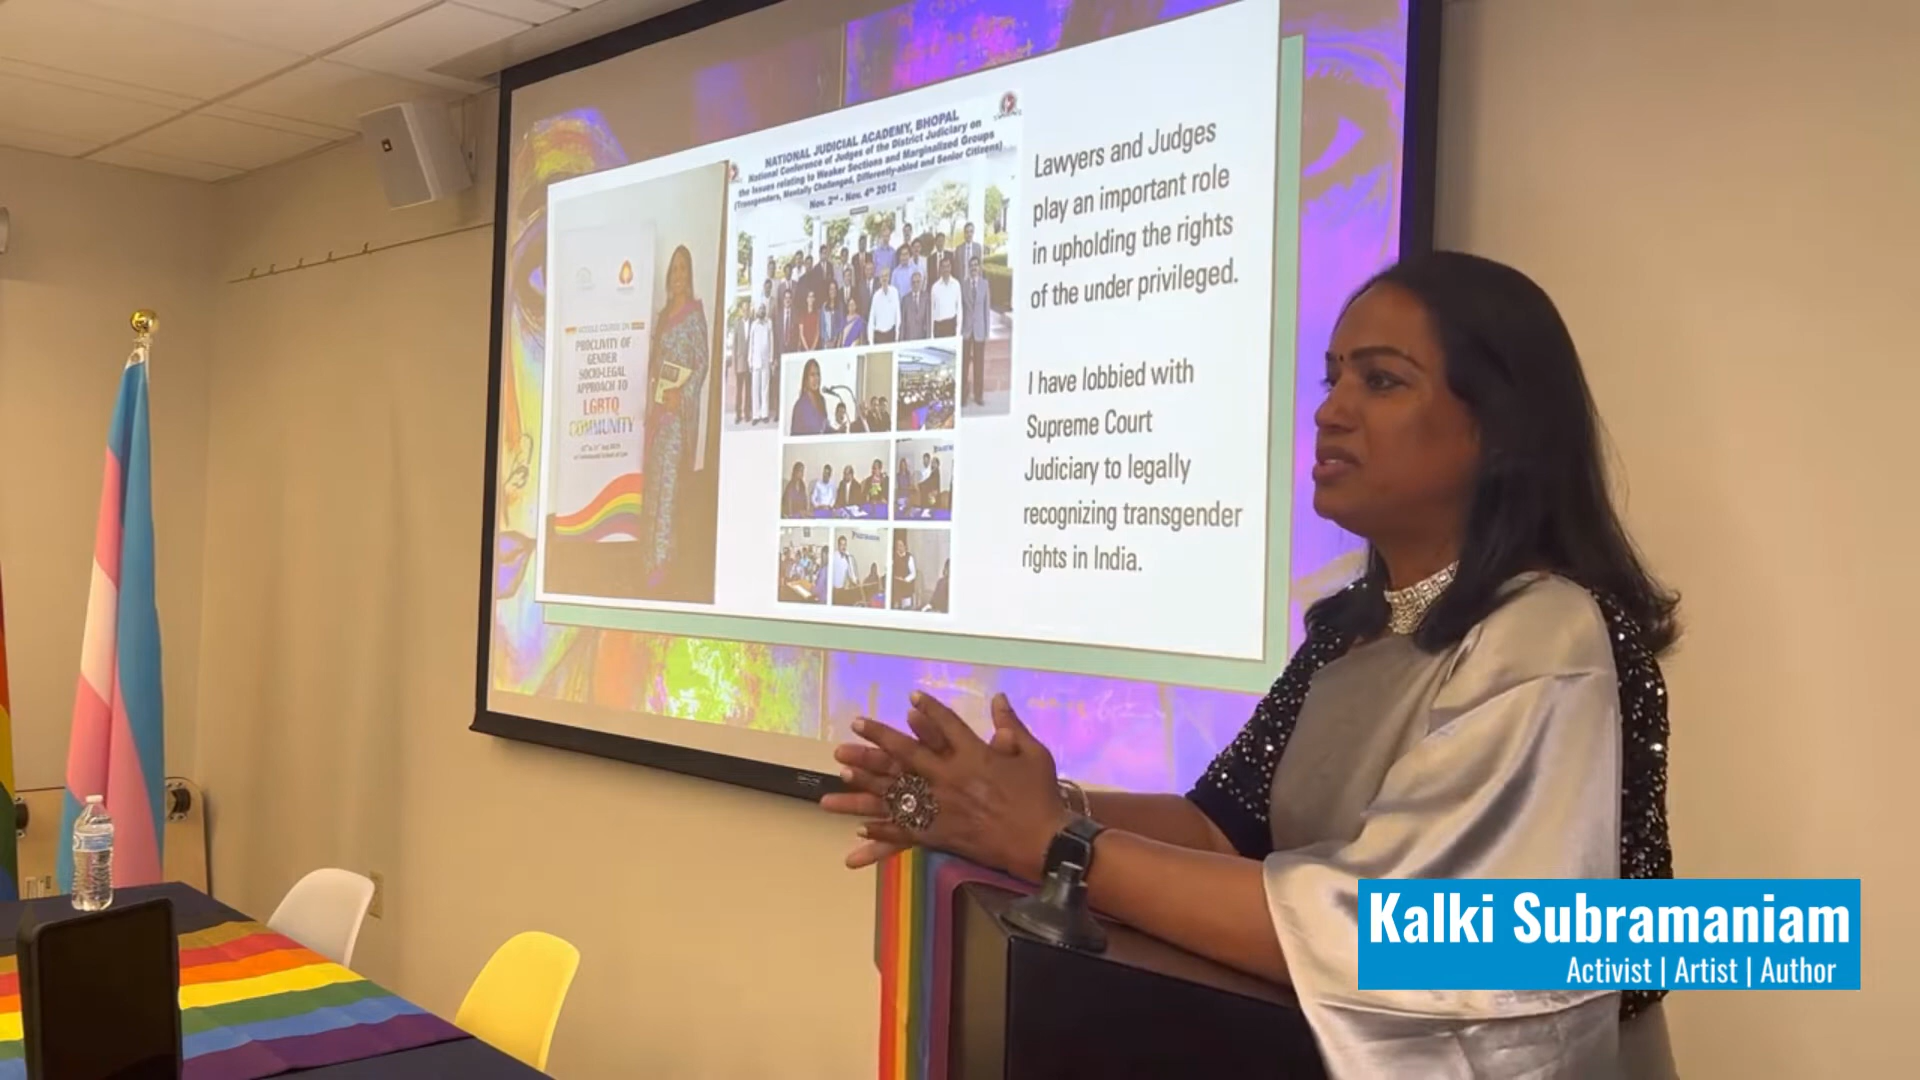 NATIONAL JUDICIAL ACADEMY, BHOPAL
National Conference of Judges of the District Judiciary on
the Issues relating to Weaker Sections and Marginalized Groups
(Transgenders, Mentally Challenged, Differently-abled and Senior Citizens)
Nov. 2nd - Nov. 4th 2012
PROCLIVITY OF
GENDER
SOCIO-LEGAL
APPROACH TO
LGBTQ
COMMUNITY
Lawyers and Judges
play an important role
in upholding the rights
of the under privileged.
I have lobbied with
Supreme Court
Judiciary to legally
recognizing transgender
rights in India.
Kalki Subramaniam
Activist | Artist | Author